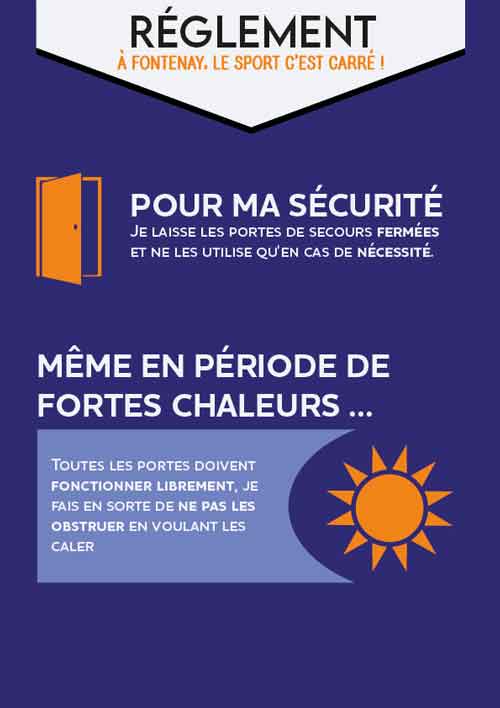 RÉGLEMENT
À FONTENAY, LE SPORT C'EST CARRÉ !
POUR MA SÉCURITÉ
JE LAISSE LES PORTES DE SECOURS FERMÉES
ET NE LES UTILISE QU'EN CAS DE NÉCESSITÉ.
MÊME EN PÉRIODE DE
FORTES CHALEURS ...
TOUTES LES PORTES DOIVENT
FONCTIONNER LIBREMENT, JE
FAIS EN SORTE DE NE PAS LES
OBSTRUER EN VOULANT LES
CALER